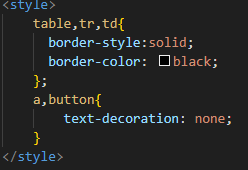 <style>
table,tr,td{
border-style:solid;
border-color: black;
};
a,button{
text-decoration: none;
}
</style>